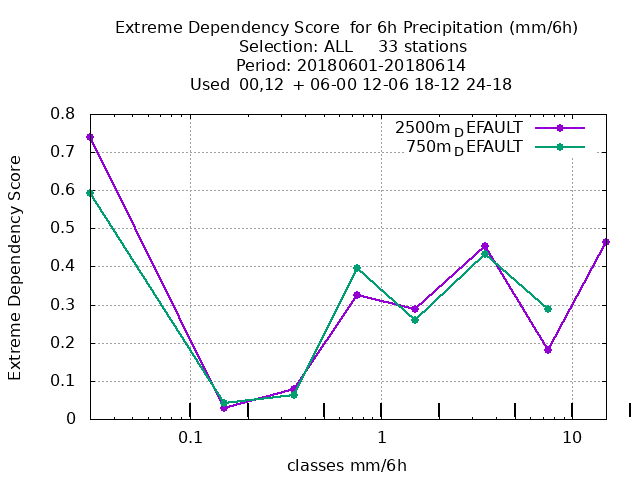 Extreme Dependency Score  for 6h Precipitation (mm/6h)
Selection: ALL     33 stations
Period: 20180601-20180614
Used  00,12  + 06-00 12-06 18-12 24-18
2500m_DEFAULT
750m_DEFAULT
Extreme Dependency Score
0.8
0.7
0.6
0.5
0.4
0.3
0.2
0.1
0
0.1
1
10
classes mm/6h